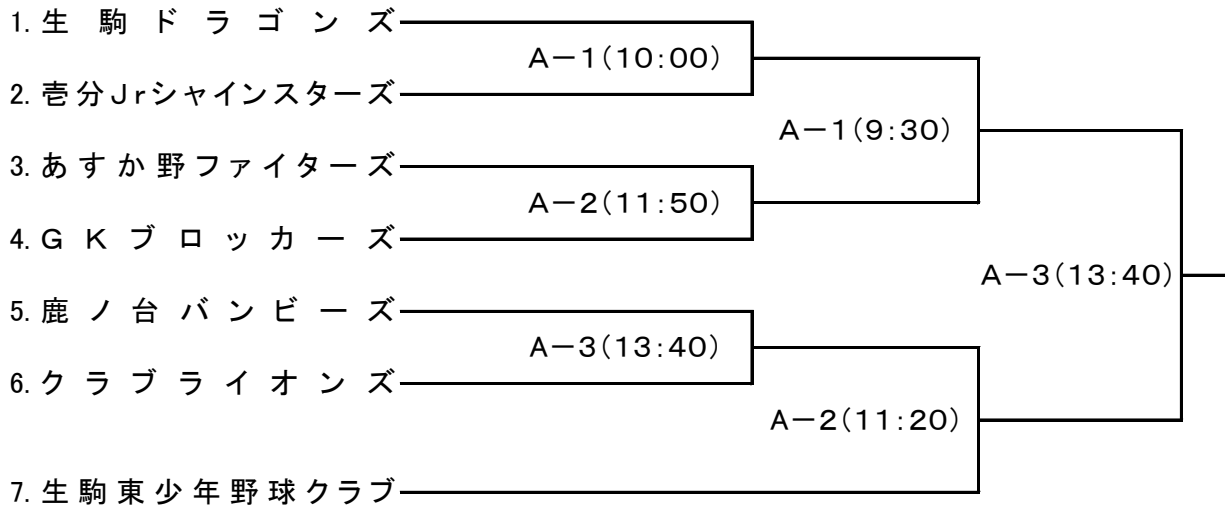 1. 生駒ドラゴンズ
A－1(10:00)
2. 壱分Jrシャインスターズ
A－1(9:30)
3. あすか野ファイターズ
A－2(11:50)
4. GKブロッカーズ
A－3(13:40)
5. 鹿ノ台バンビーズ
A－3(13:40)
6. クラブライオンズ
A－2(11:20)
7. 生駒東少年野球クラブ